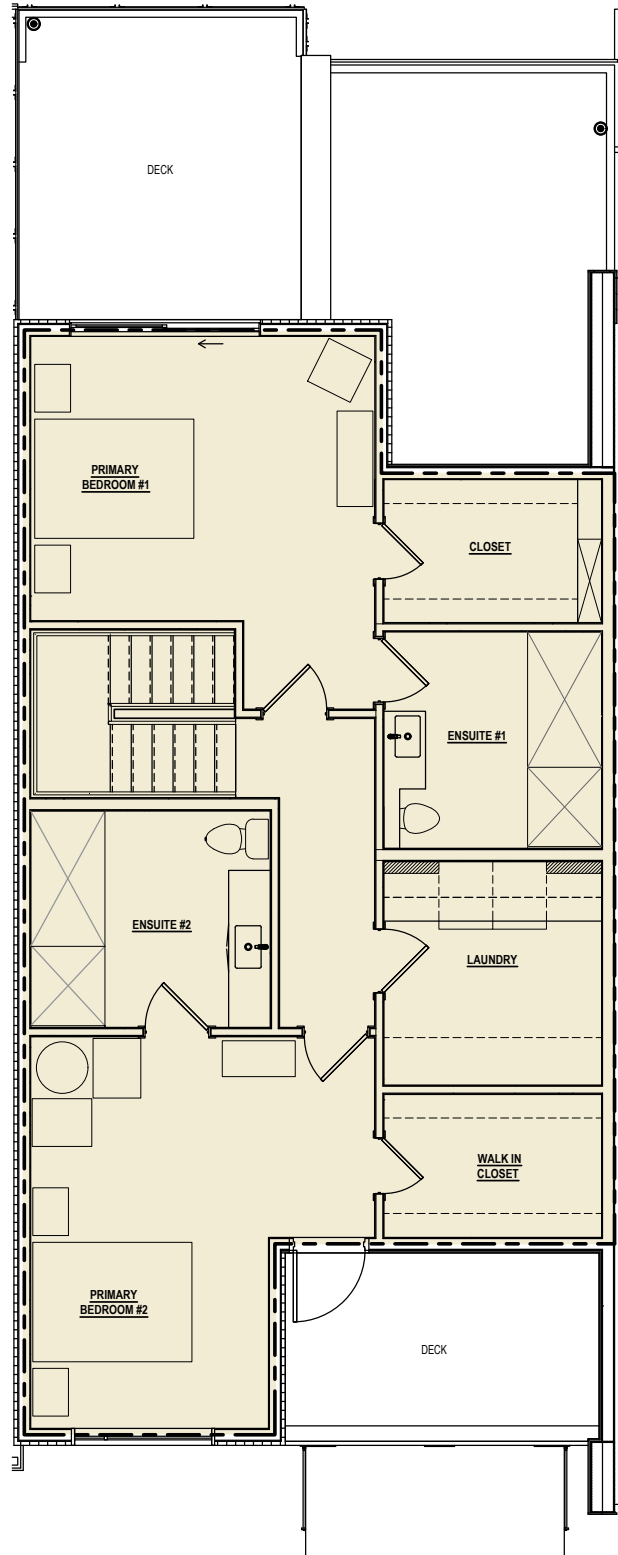 DECK
PRIMARY
BEDROOM #1
CLOSET
ENSUITE #1
ENSUITE #2
LAUNDRY
WALK IN
CLOSET
PRIMARY
BEDROOM #2
DECK